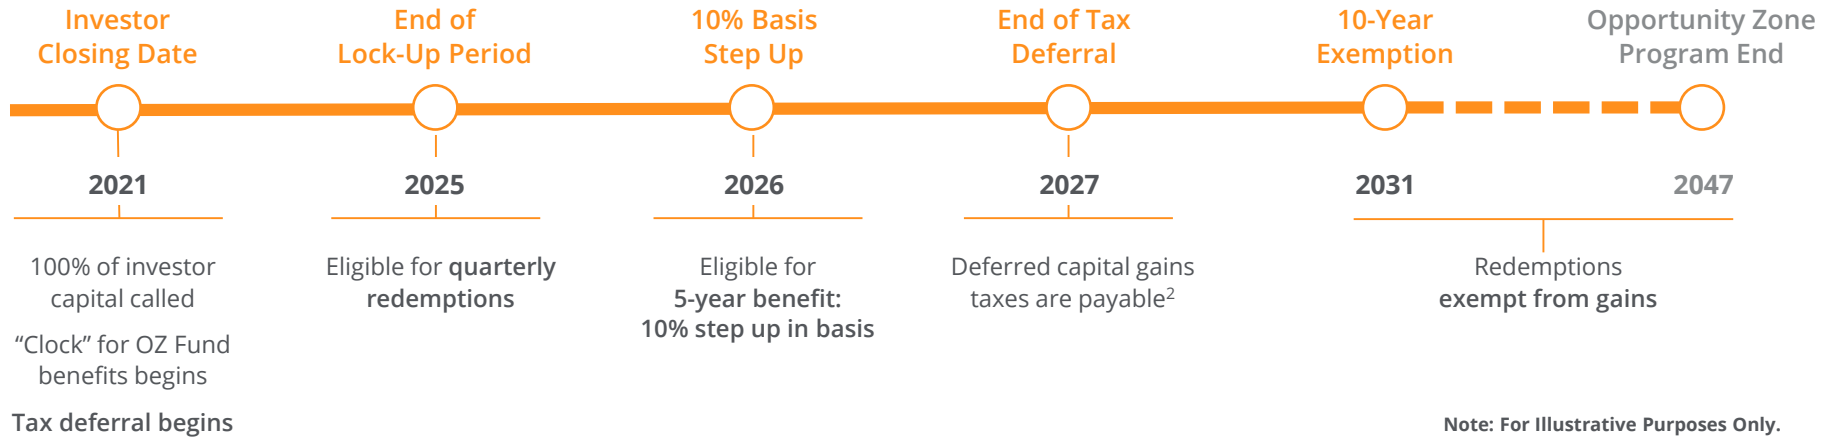 Investor
Closing Date
End of
Lock-Up Period
10% Basis
Step Up
End of Tax
Deferral
10-Year
Exemption
Opportunity Zone
Program End
2021
2025
2026
2027
2031
2047
100% of investor
capital called
“Clock” for OZ Fund
benefits begins
Tax deferral begins
Eligible for quarterly
redemptions
Eligible for
5-year benefit:
10% step up in basis
Deferred capital gains
taxes are payable²
Redemptions
exempt from gains
Note: For Illustrative Purposes Only.